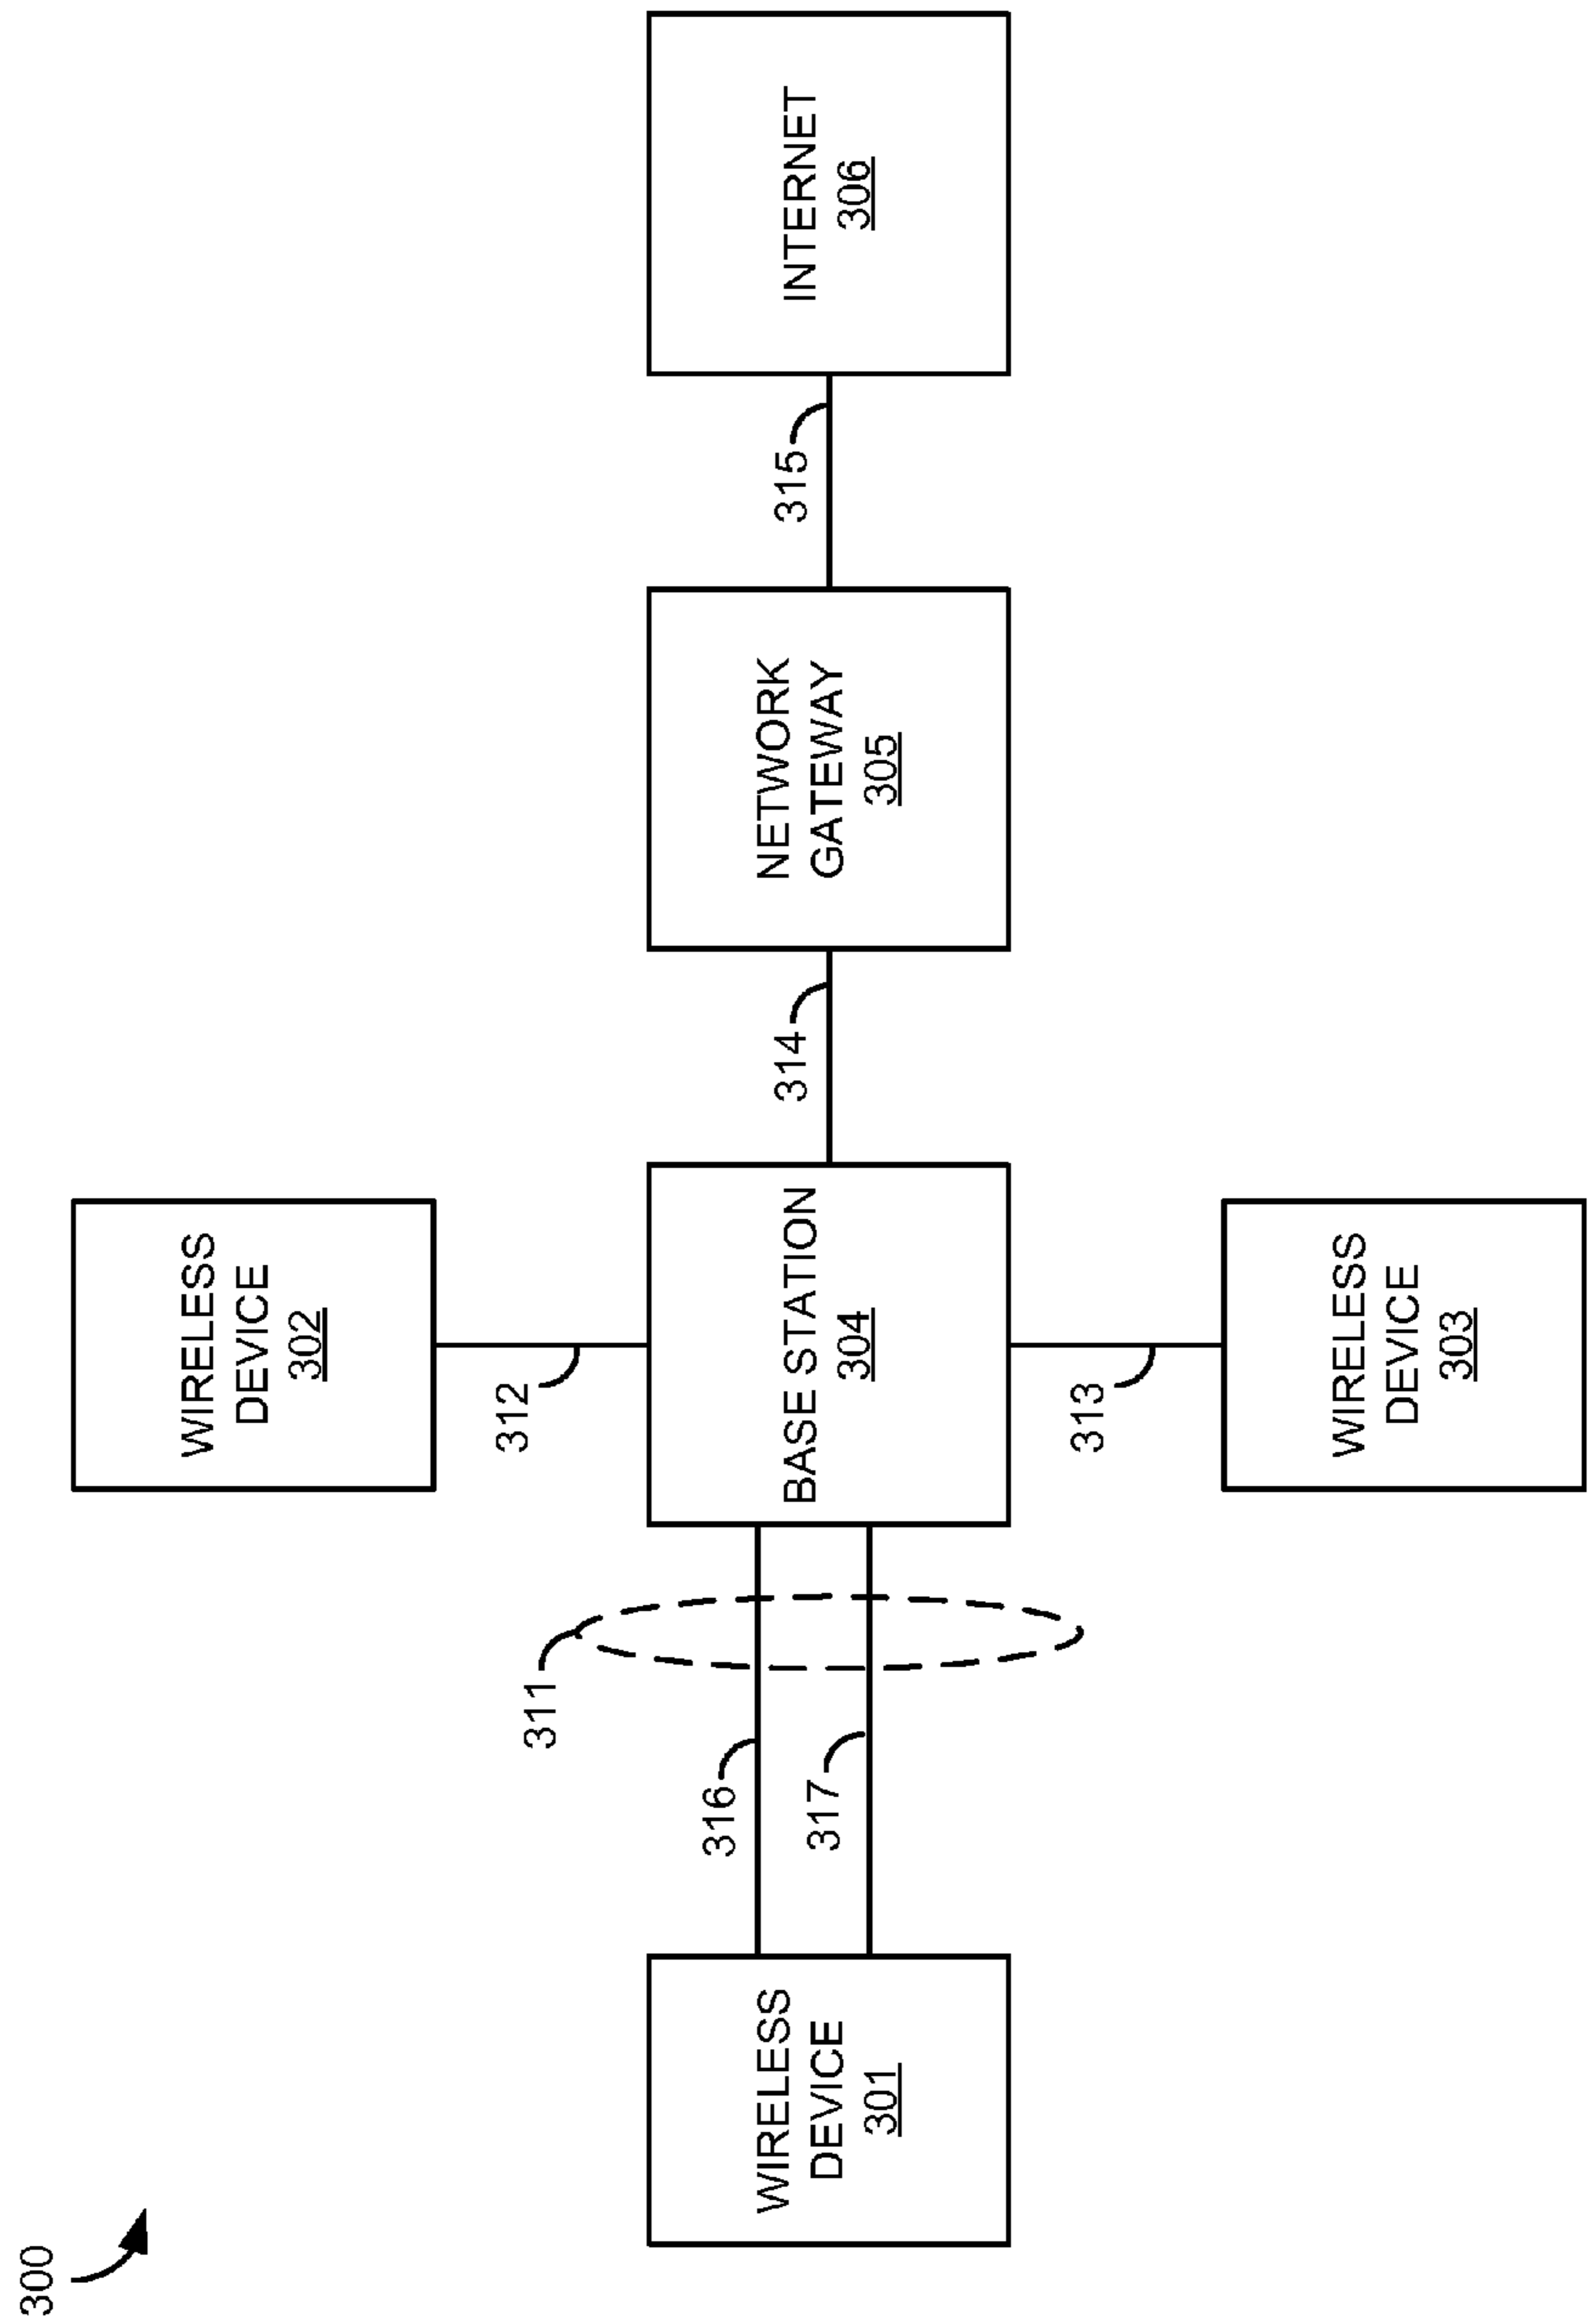 300
WIRELESS
DEVICE
302
312
311
316
317
WIRELESS
DEVICE
301
BASE STATION
304
314
NETWORK
GATEWAY
305
315
INTERNET
306
313
WIRELESS
DEVICE
303